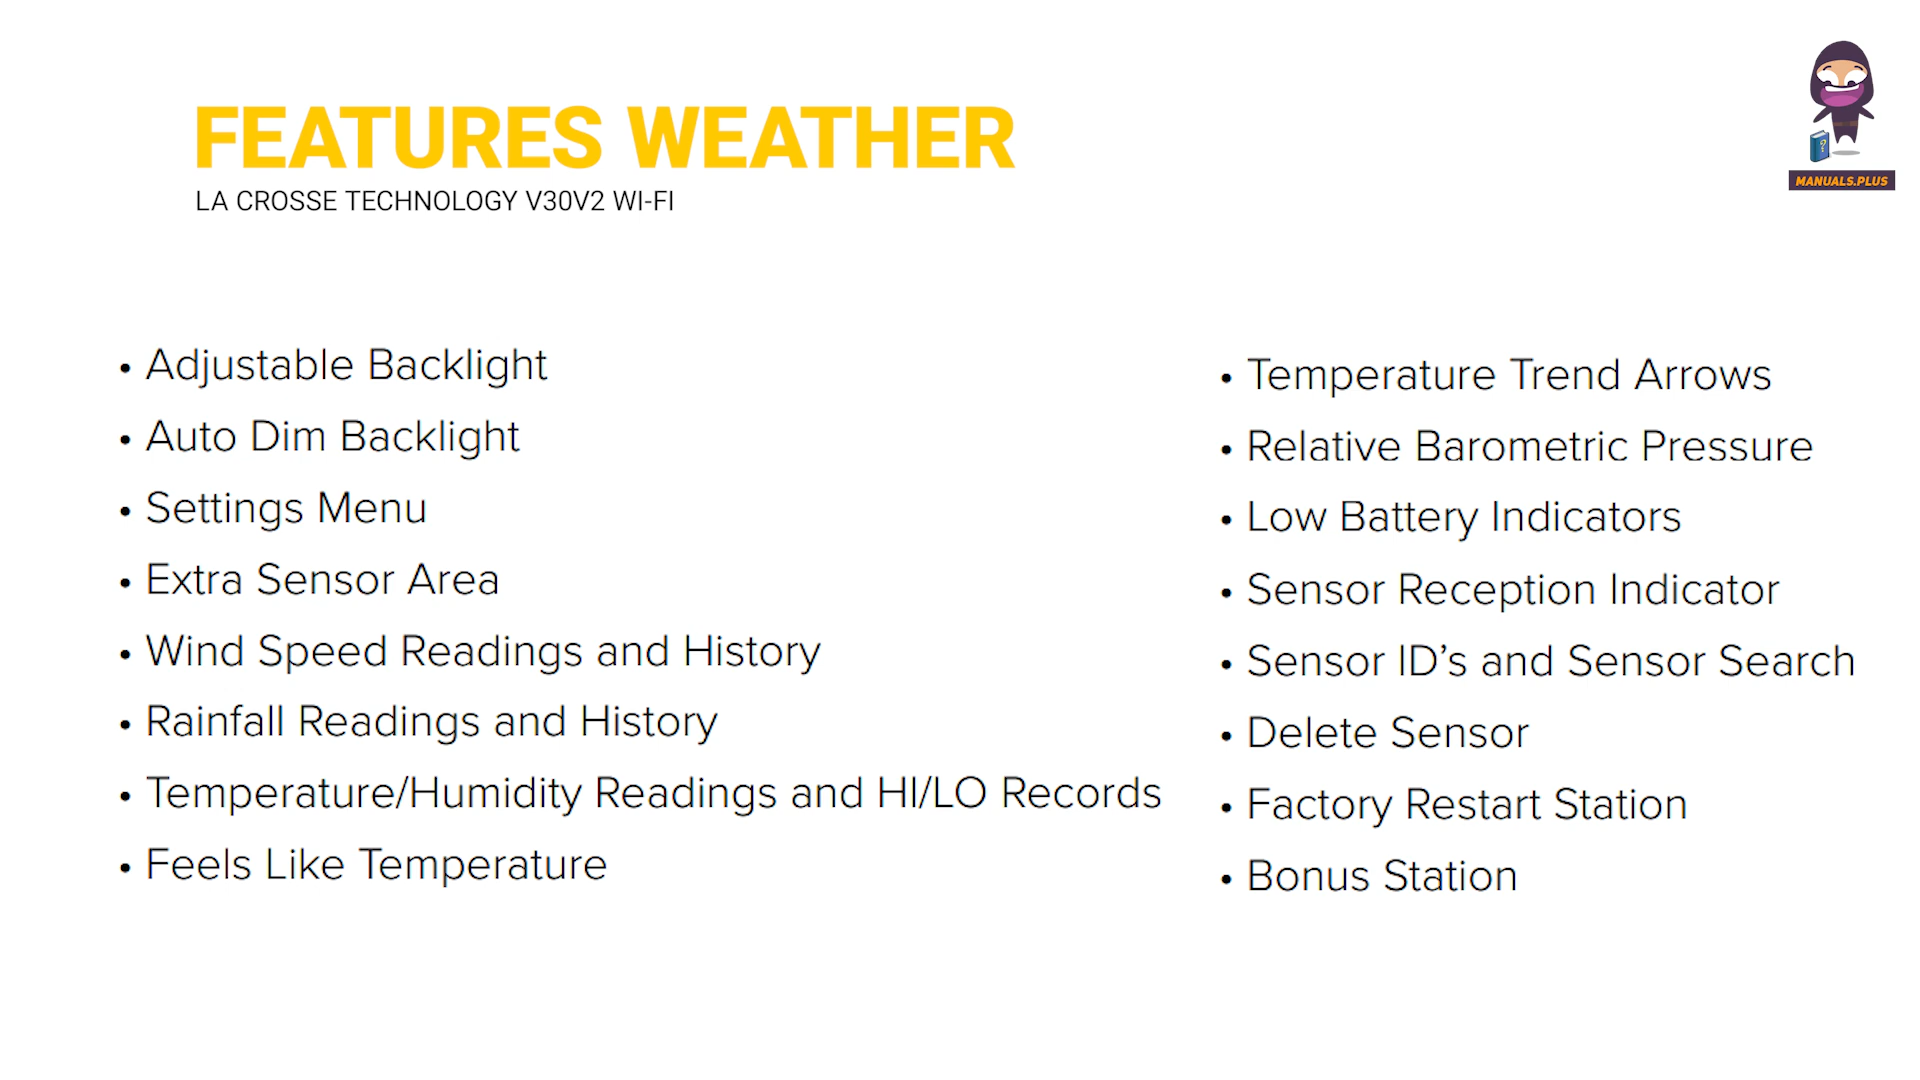 FEATURES WEATHER
LA CROSSE TECHNOLOGY V30V2 WI-FI
MANUALS.PLUS
• Adjustable Backlight
• Auto Dim Backlight
• Settings Menu
• Extra Sensor Area
• Wind Speed Readings and History
• Rainfall Readings and History
• Temperature/Humidity Readings and HI/LO Records
• Feels Like Temperature
• Temperature Trend Arrows
• Relative Barometric Pressure
• Low Battery Indicators
• Sensor Reception Indicator
• Sensor ID’s and Sensor Search
• Delete Sensor
• Factory Restart Station
• Bonus Station